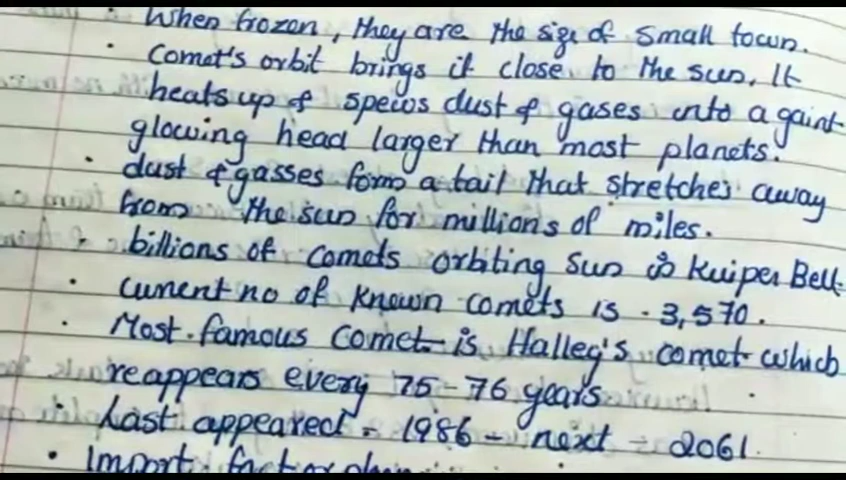 • When frozen, they are the size of small town.
• Comet's orbit brings it close to the sun. It
heats up & spews dust & gases into a gaint
glowing head larger than most planets.
• dust & gasses form a tail that stretches away
from the sun for millions of miles.
• billions of comets orbiting Sun in Kuiper Belt
• current no of known comets is - 3,570.
• Most famous comet is Halley's comet which
reappears every 75-76 years
• Last appeared - 1986 - next - 2061.
• Import.